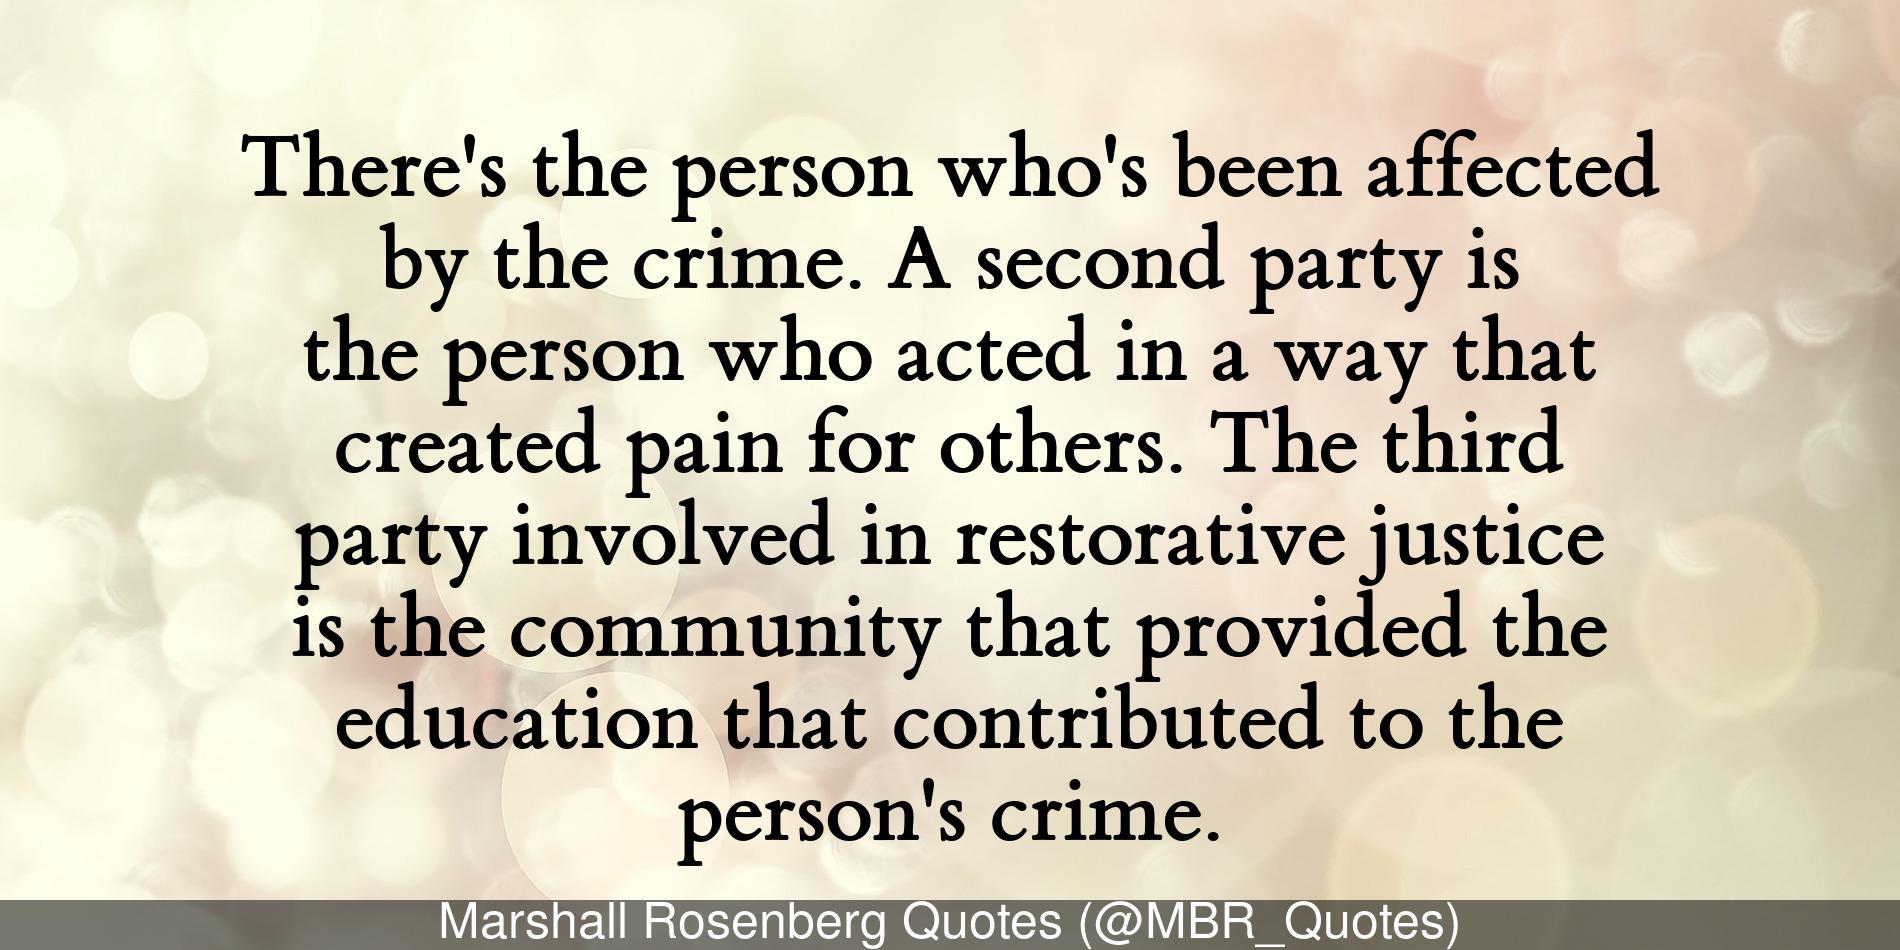 There's the person who's been affected
by the crime. A second party is
the person who acted in a way that
created pain for others. The third
party involved in restorative justice
is the community that provided the
education that contributed to the
person's crime.
Marshall Rosenberg Quotes (@MBR_Quotes)